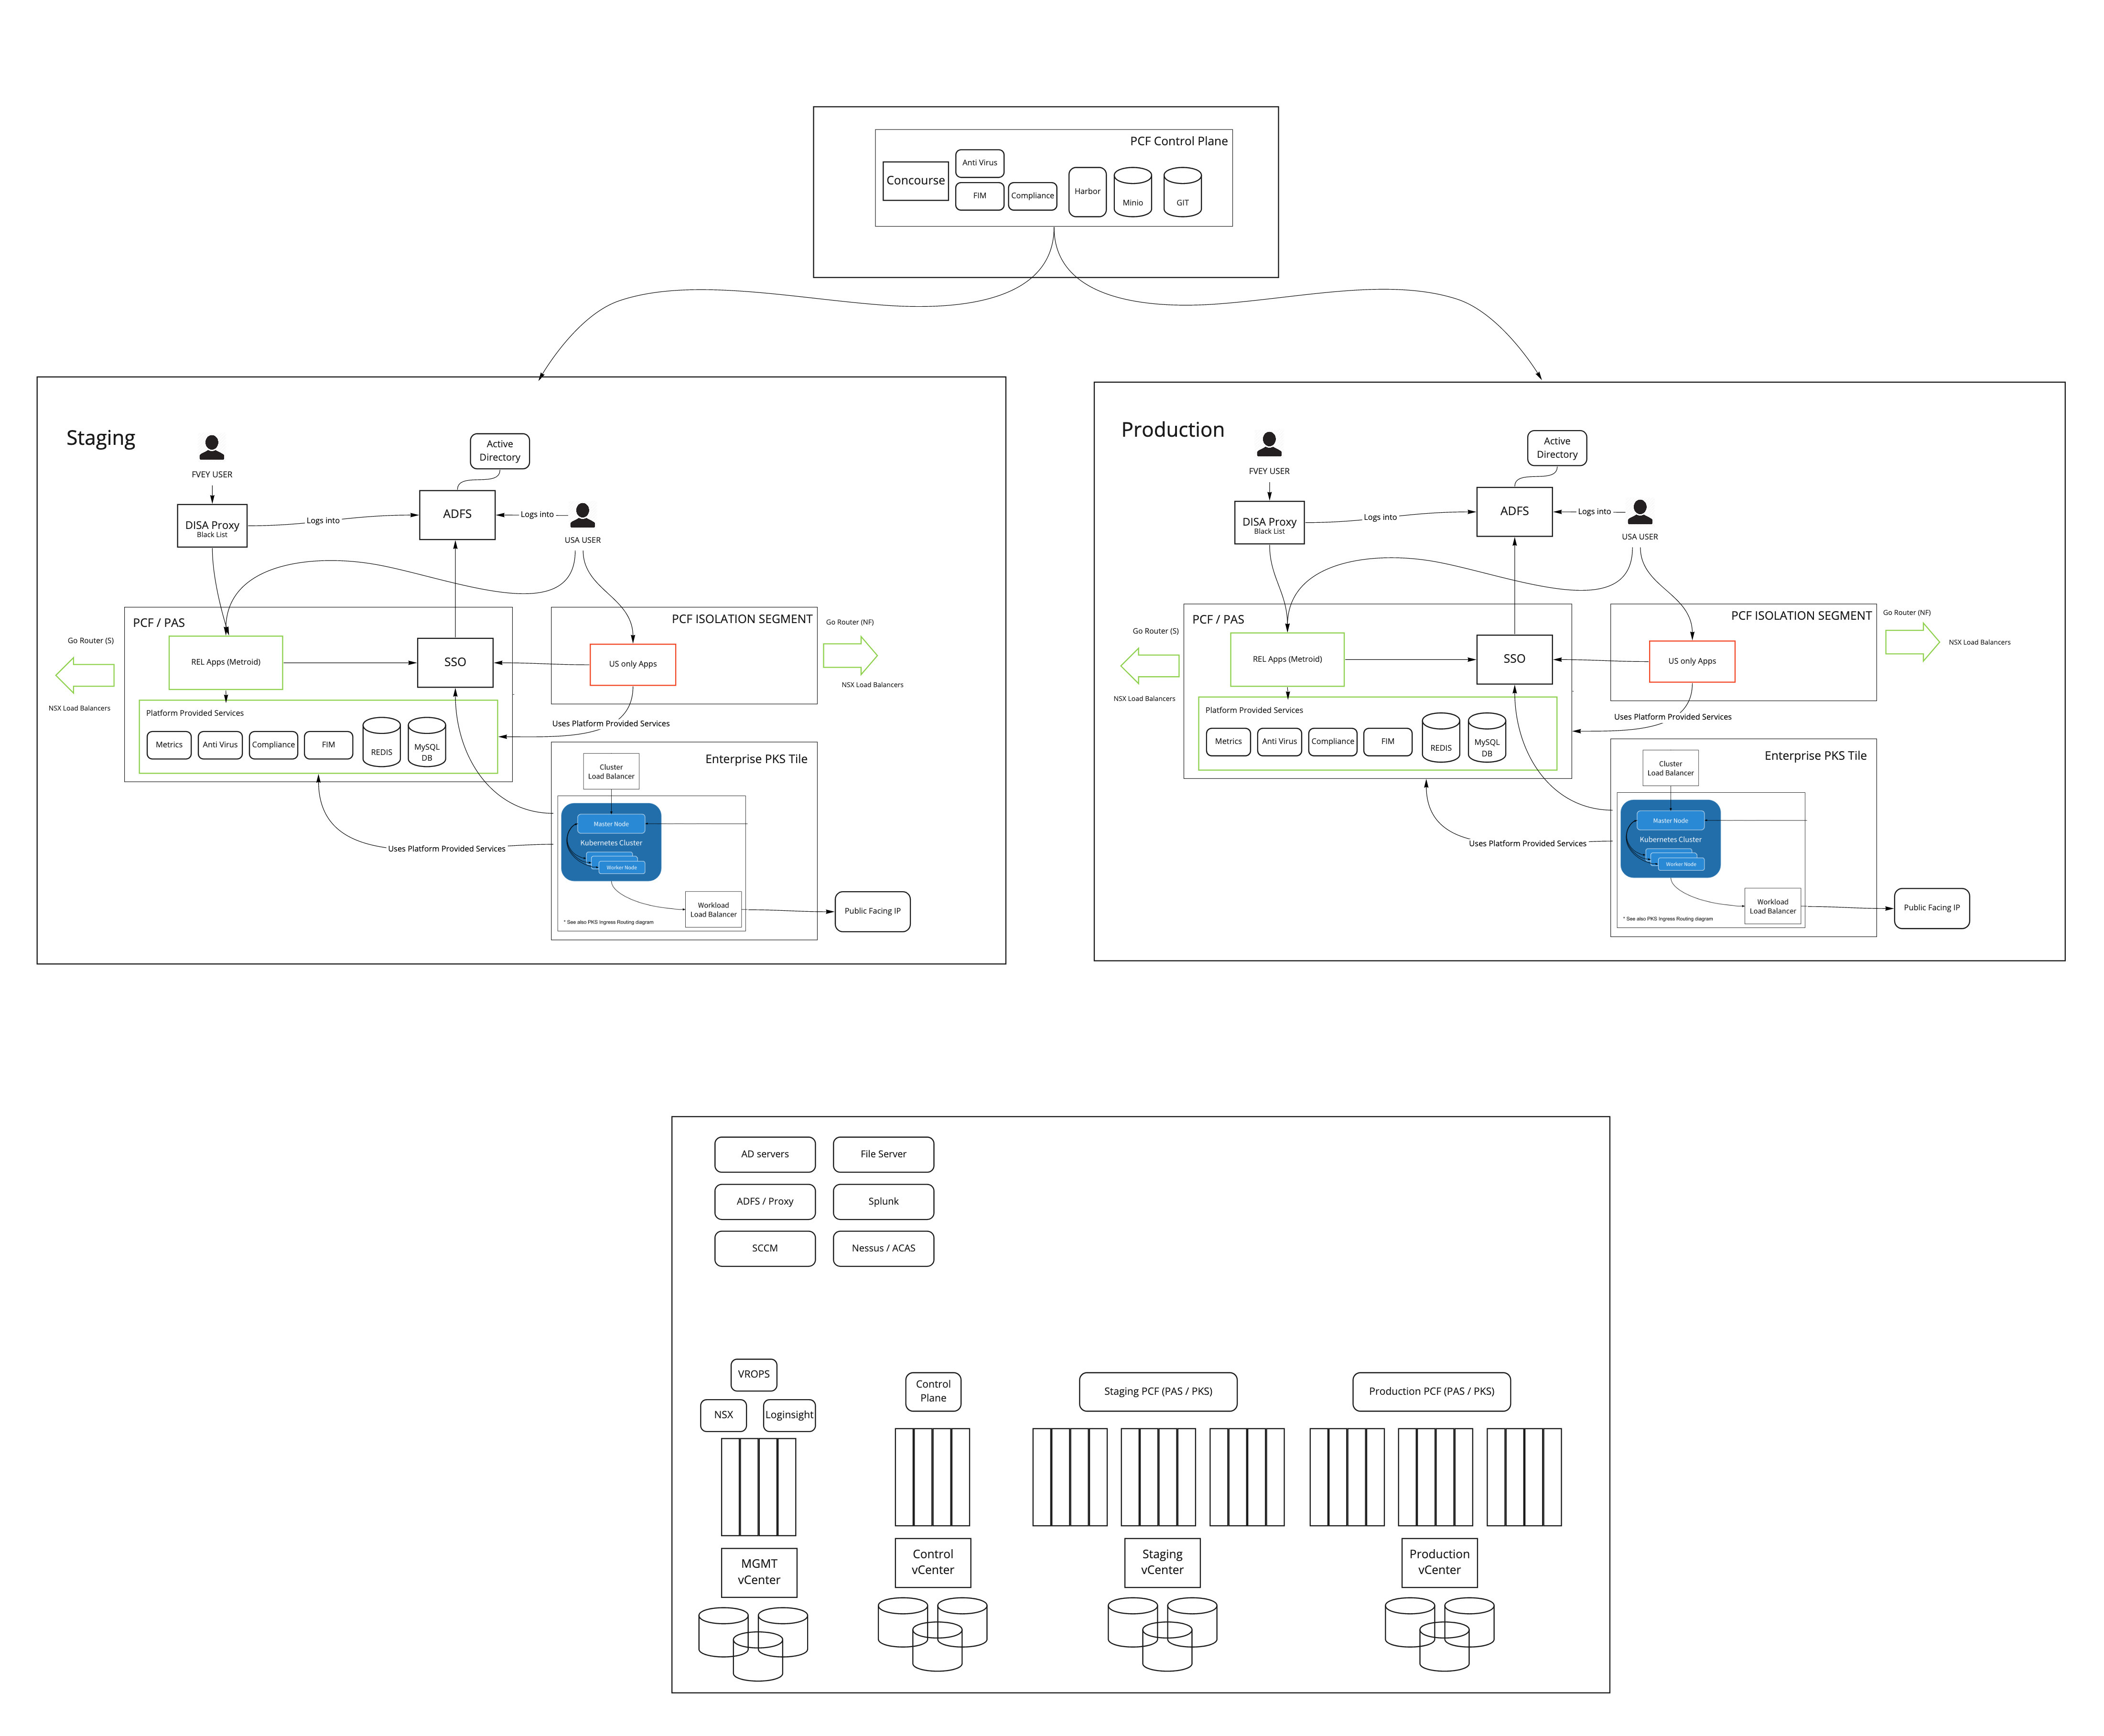 PCF Control Plane
Concourse
Anti Virus
FIM
Compliance
Harbor
Minio
GIT
Staging
FVEY USER
Active
Directory
DISA Proxy
Black List
Logs into
ADFS
Logs into
USA USER
PCF / PAS
Go Router (S)
NSX Load Balancers
REL Apps (Metroid)
SSO
PCF ISOLATION SEGMENT
US only Apps
Go Router (NF)
NSX Load Balancers
Platform Provided Services
Metrics
Anti Virus
Compliance
FIM
REDIS
MySQL
DB
Uses Platform Provided Services
Enterprise PKS Tile
Cluster
Load Balancer
Master Node
Kubernetes Cluster
Worker Node
Uses Platform Provided Services
Workload
Load Balancer
* See also PKS Ingress Routing diagram
Public Facing IP
Production
FVEY USER
Active
Directory
DISA Proxy
Black List
Logs into
ADFS
Logs into
USA USER
PCF / PAS
Go Router (S)
NSX Load Balancers
REL Apps (Metroid)
SSO
PCF ISOLATION SEGMENT
US only Apps
Go Router (NF)
NSX Load Balancers
Platform Provided Services
Metrics
Anti Virus
Compliance
FIM
REDIS
MySQL
DB
Uses Platform Provided Services
Enterprise PKS Tile
Cluster
Load Balancer
Master Node
Kubernetes Cluster
Worker Node
Uses Platform Provided Services
Workload
Load Balancer
* See also PKS Ingress Routing diagram
Public Facing IP
AD servers
File Server
ADFS / Proxy
Splunk
SCCM
Nessus / ACAS
VROPS
NSX
Loginsight
Control
Plane
Staging PCF (PAS / PKS)
Production PCF (PAS / PKS)
MGMT
vCenter
Control
vCenter
Staging
vCenter
Production
vCenter